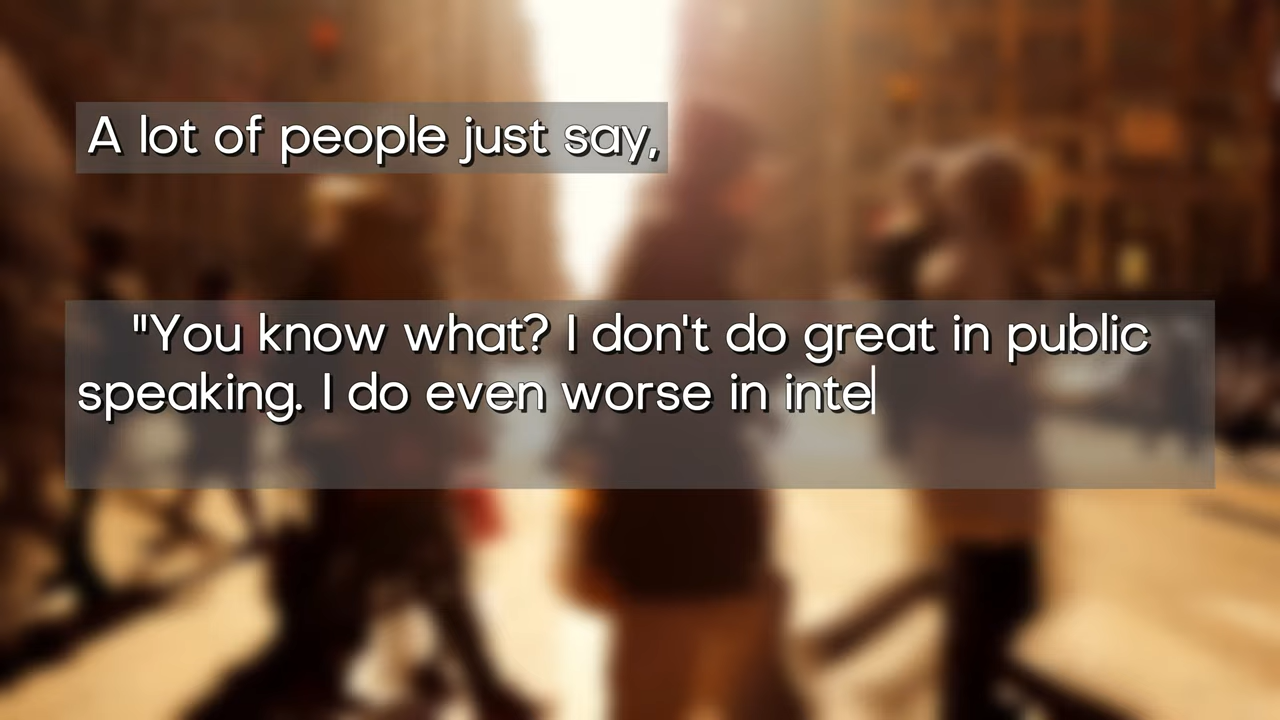 A lot of people just say,
"You know what? I don't do great in public
speaking. I do even worse in inte